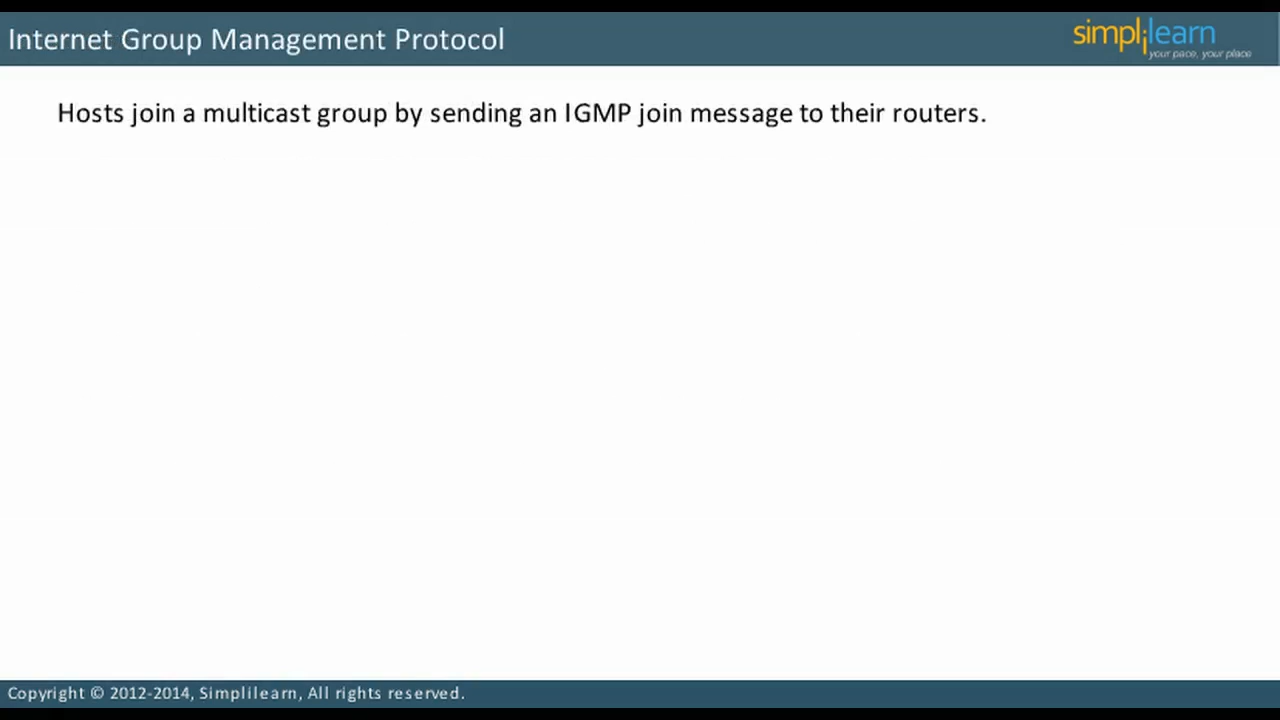 Internet Group Management Protocol
simplilearn
your pace, your place
Hosts join a multicast group by sending an IGMP join message to their routers.
Copyright © 2012-2014, Simplilearn, All rights reserved.